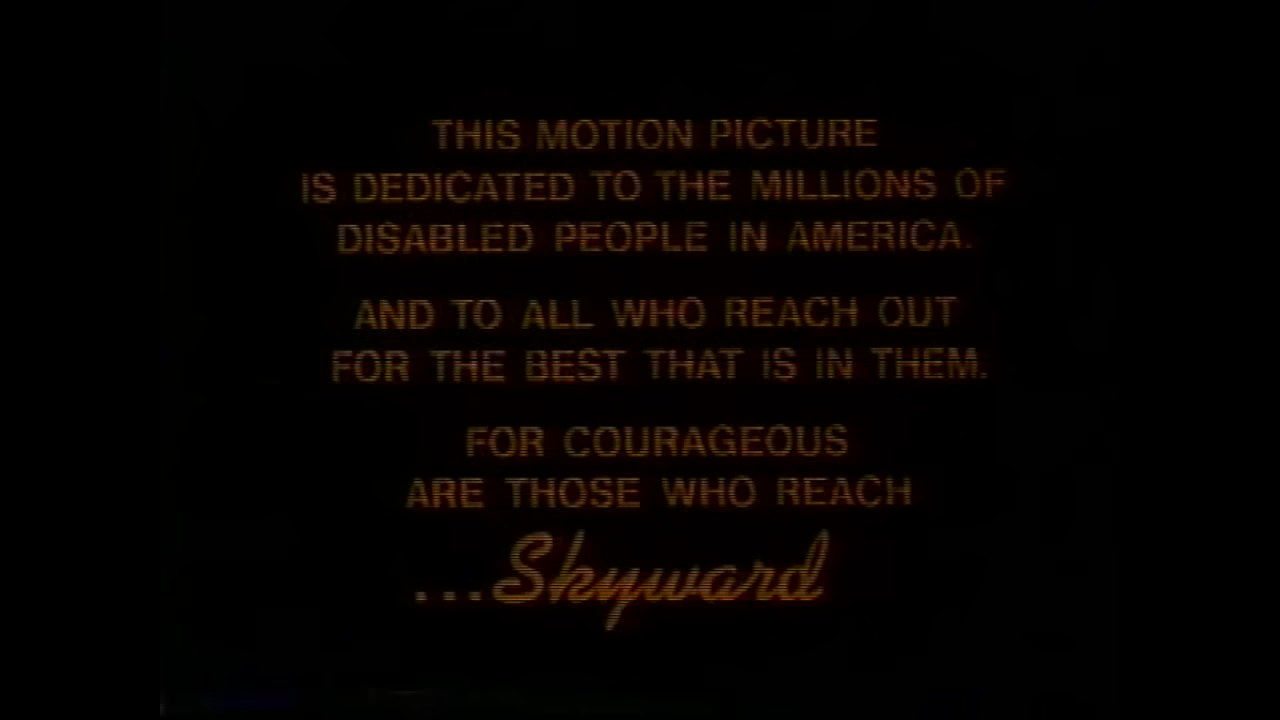 THIS MOTION PICTURE
IS DEDICATED TO THE MILLIONS OF
DISABLED PEOPLE IN AMERICA.
AND TO ALL WHO REACH OUT
FOR THE BEST THAT IS IN THEM.
FOR COURAGEOUS
ARE THOSE WHO REACH
...Skyward